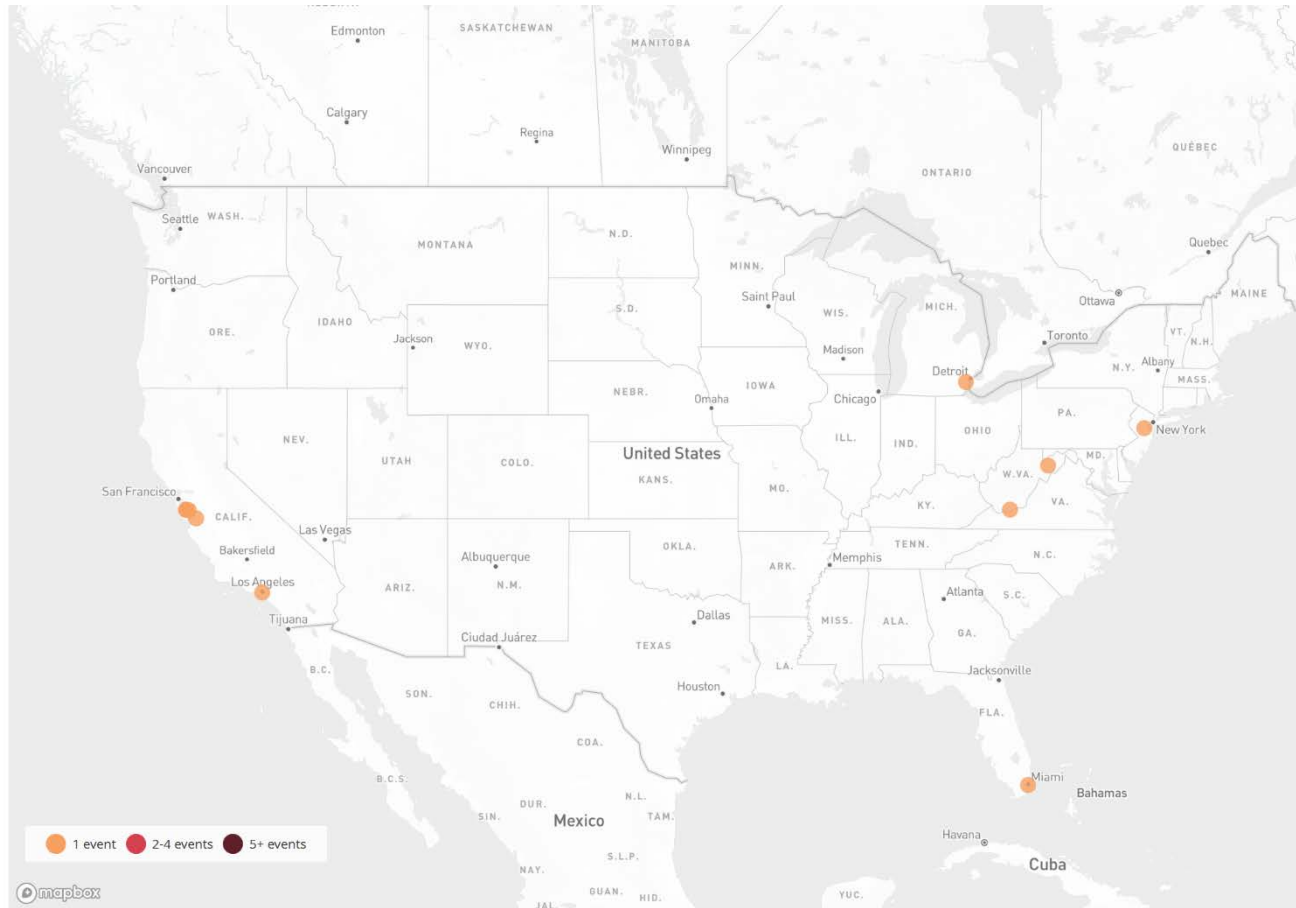 Edmonton
SASKATCHEWAN
MANITOBA
Calgary
Regina
Winnipeg
ONTARIO
QUÉBEC
Vancouver
Seattle
WASH.
MONTANA
N.D.
MINN.
Quebec
Portland
ORE.
IDAHO
Jackson
WYO.
S.D.
Saint Paul
WIS.
MICH.
Ottawa
MAINE
Toronto
VT.
N.H.
Madison
Albany
N.Y.
MASS.
Detroit
NEBR.
IOWA
Omaha
Chicago
PA.
New York
NEV.
UTAH
COLO.
United States
KANS.
MO.
ILL.
IND.
OHIO
MD.
W.VA.
VA.
KY.
San Francisco
CALIF.
Las Vegas
Bakersfield
Los Angeles
Tijuana
ARIZ.
Albuquerque
N.M.
OKLA.
ARK.
Memphis
TENN.
N.C.
S.C.
Atlanta
Dallas
MISS.
ALA.
GA.
Ciudad Juárez
TEXAS
LA.
Houston
Jacksonville
FLA.
B.C.
SON.
CHIH.
COA.
B.C.S.
Miami
Bahamas
N.L.
DUR.
SIN.
Mexico
TAM.
Havana
Cuba
S.L.P.
NAY.
GUAN.
HID.
JAL.
YUC.
1 event 2-4 events 5+ events
mapbox